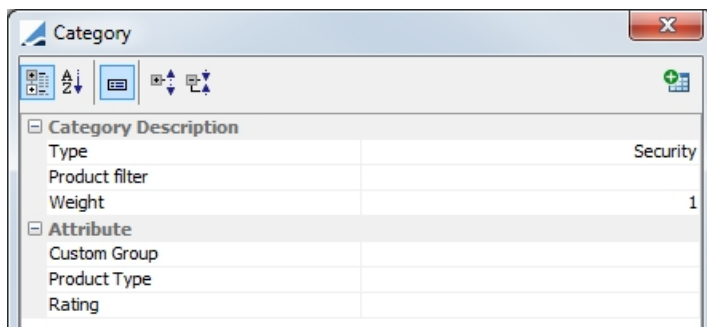 Category
Category Description
Type Security
Product filter
Weight 1
Attribute
Custom Group
Product Type
Rating